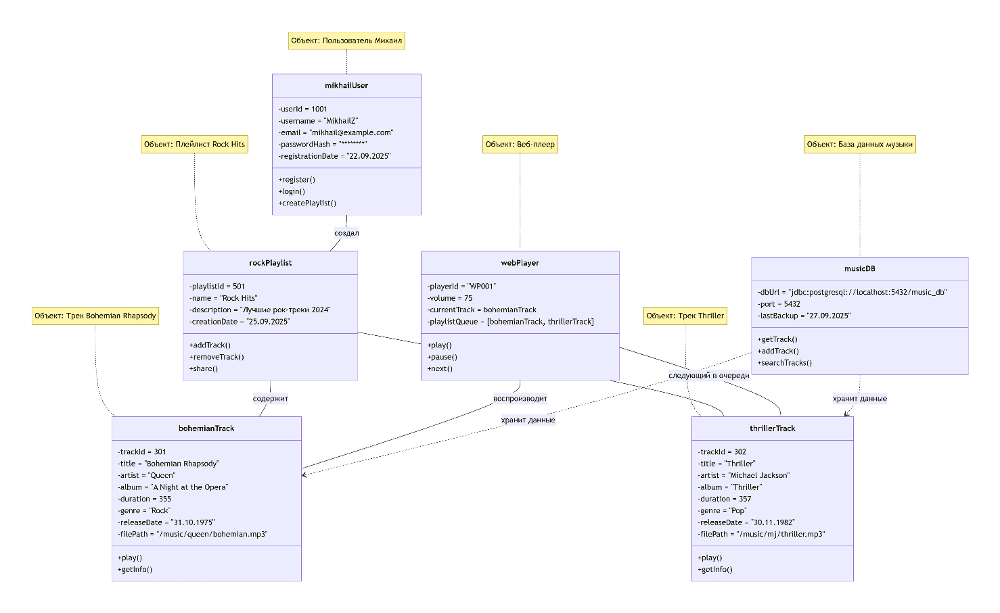 Объект: Пользователь Михаил
mikhailUser
-userId = 1001
-username = "MikhailZ"
-email = "mikhail@example.com"
-passwordHash = "********"
-registrationDate = "22.09.2025"
+register()
+login()
+createPlaylist()
Объект: Плейлист Rock Hits
Объект: Веб-плеер
Объект: База данных музыки
создал
rockPlaylist
-playlistId = 501
-name = "Rock Hits"
-description = "Лучшие рок-треки 2024"
-creationDate = "25.09.2025"
+addTrack()
+removeTrack()
+share()
webPlayer
-playerId = "WP001"
-volume = 75
-currentTrack = bohemianTrack
-playlistQueue = [bohemianTrack, thrillerTrack]
+play()
+pause()
+next()
musicDB
-dbUrl = "jdbc:postgresql://localhost:5432/music_db"
-port = 5432
-lastBackup = "27.09.2025"
+getTrack()
+addTrack()
+searchTracks()
Объект: Трек Bohemian Rhapsody
Объект: Трек Thriller
следующий в очереди
содержит
воспроизводит
хранит данные
хранит данные
bohemianTrack
-trackId = 301
-title = "Bohemian Rhapsody"
-artist = "Queen"
-album = "A Night at the Opera"
-duration = 355
-genre = "Rock"
-releaseDate = "31.10.1975"
-filePath = "/music/queen/bohemian.mp3"
+play()
+getInfo()
thrillerTrack
-trackId = 302
-title = "Thriller"
-artist = "Michael Jackson"
-album = "Thriller"
-duration = 357
-genre = "Pop"
-releaseDate = "30.11.1982"
-filePath = "/music/mj/thriller.mp3"
+play()
+getInfo()